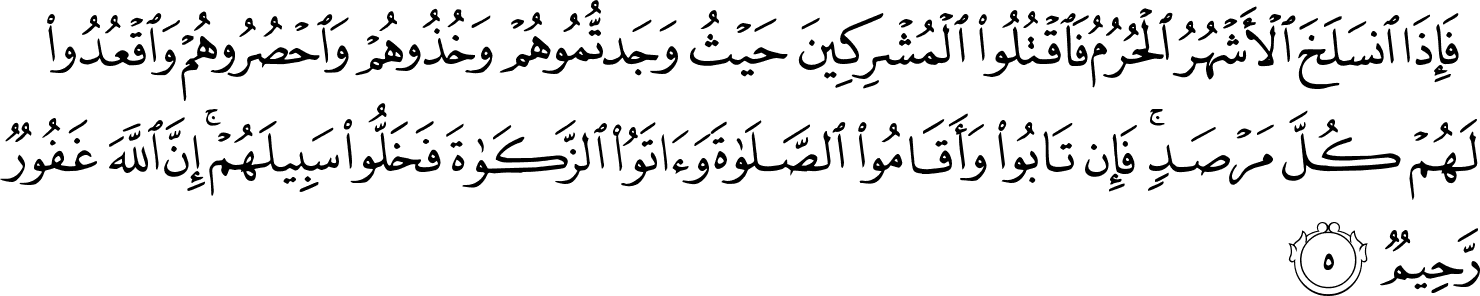 فَإِذَا ٱنسَلَخَ ٱلْأَشْهُرُ ٱلْحُرُمُ فَٱقْتُلُوا۟ ٱلْمُشْرِكِينَ حَيْثُ وَجَدتُّمُوهُمْ وَخُذُوهُمْ وَٱحْصُرُوهُمْ وَٱقْعُدُوا۟
لَهُمْ كُلَّ مَرْصَدٍۚ فَإِن تَابُوا۟ وَأَقَامُوا۟ ٱلصَّلَوٰةَ وَءَاتَوُا۟ ٱلزَّكَوٰةَ فَخَلُّوا۟ سَبِيلَهُمْۚ إِنَّ ٱللَّهَ غَفُورٌ
رَّحِيمٌ ٥